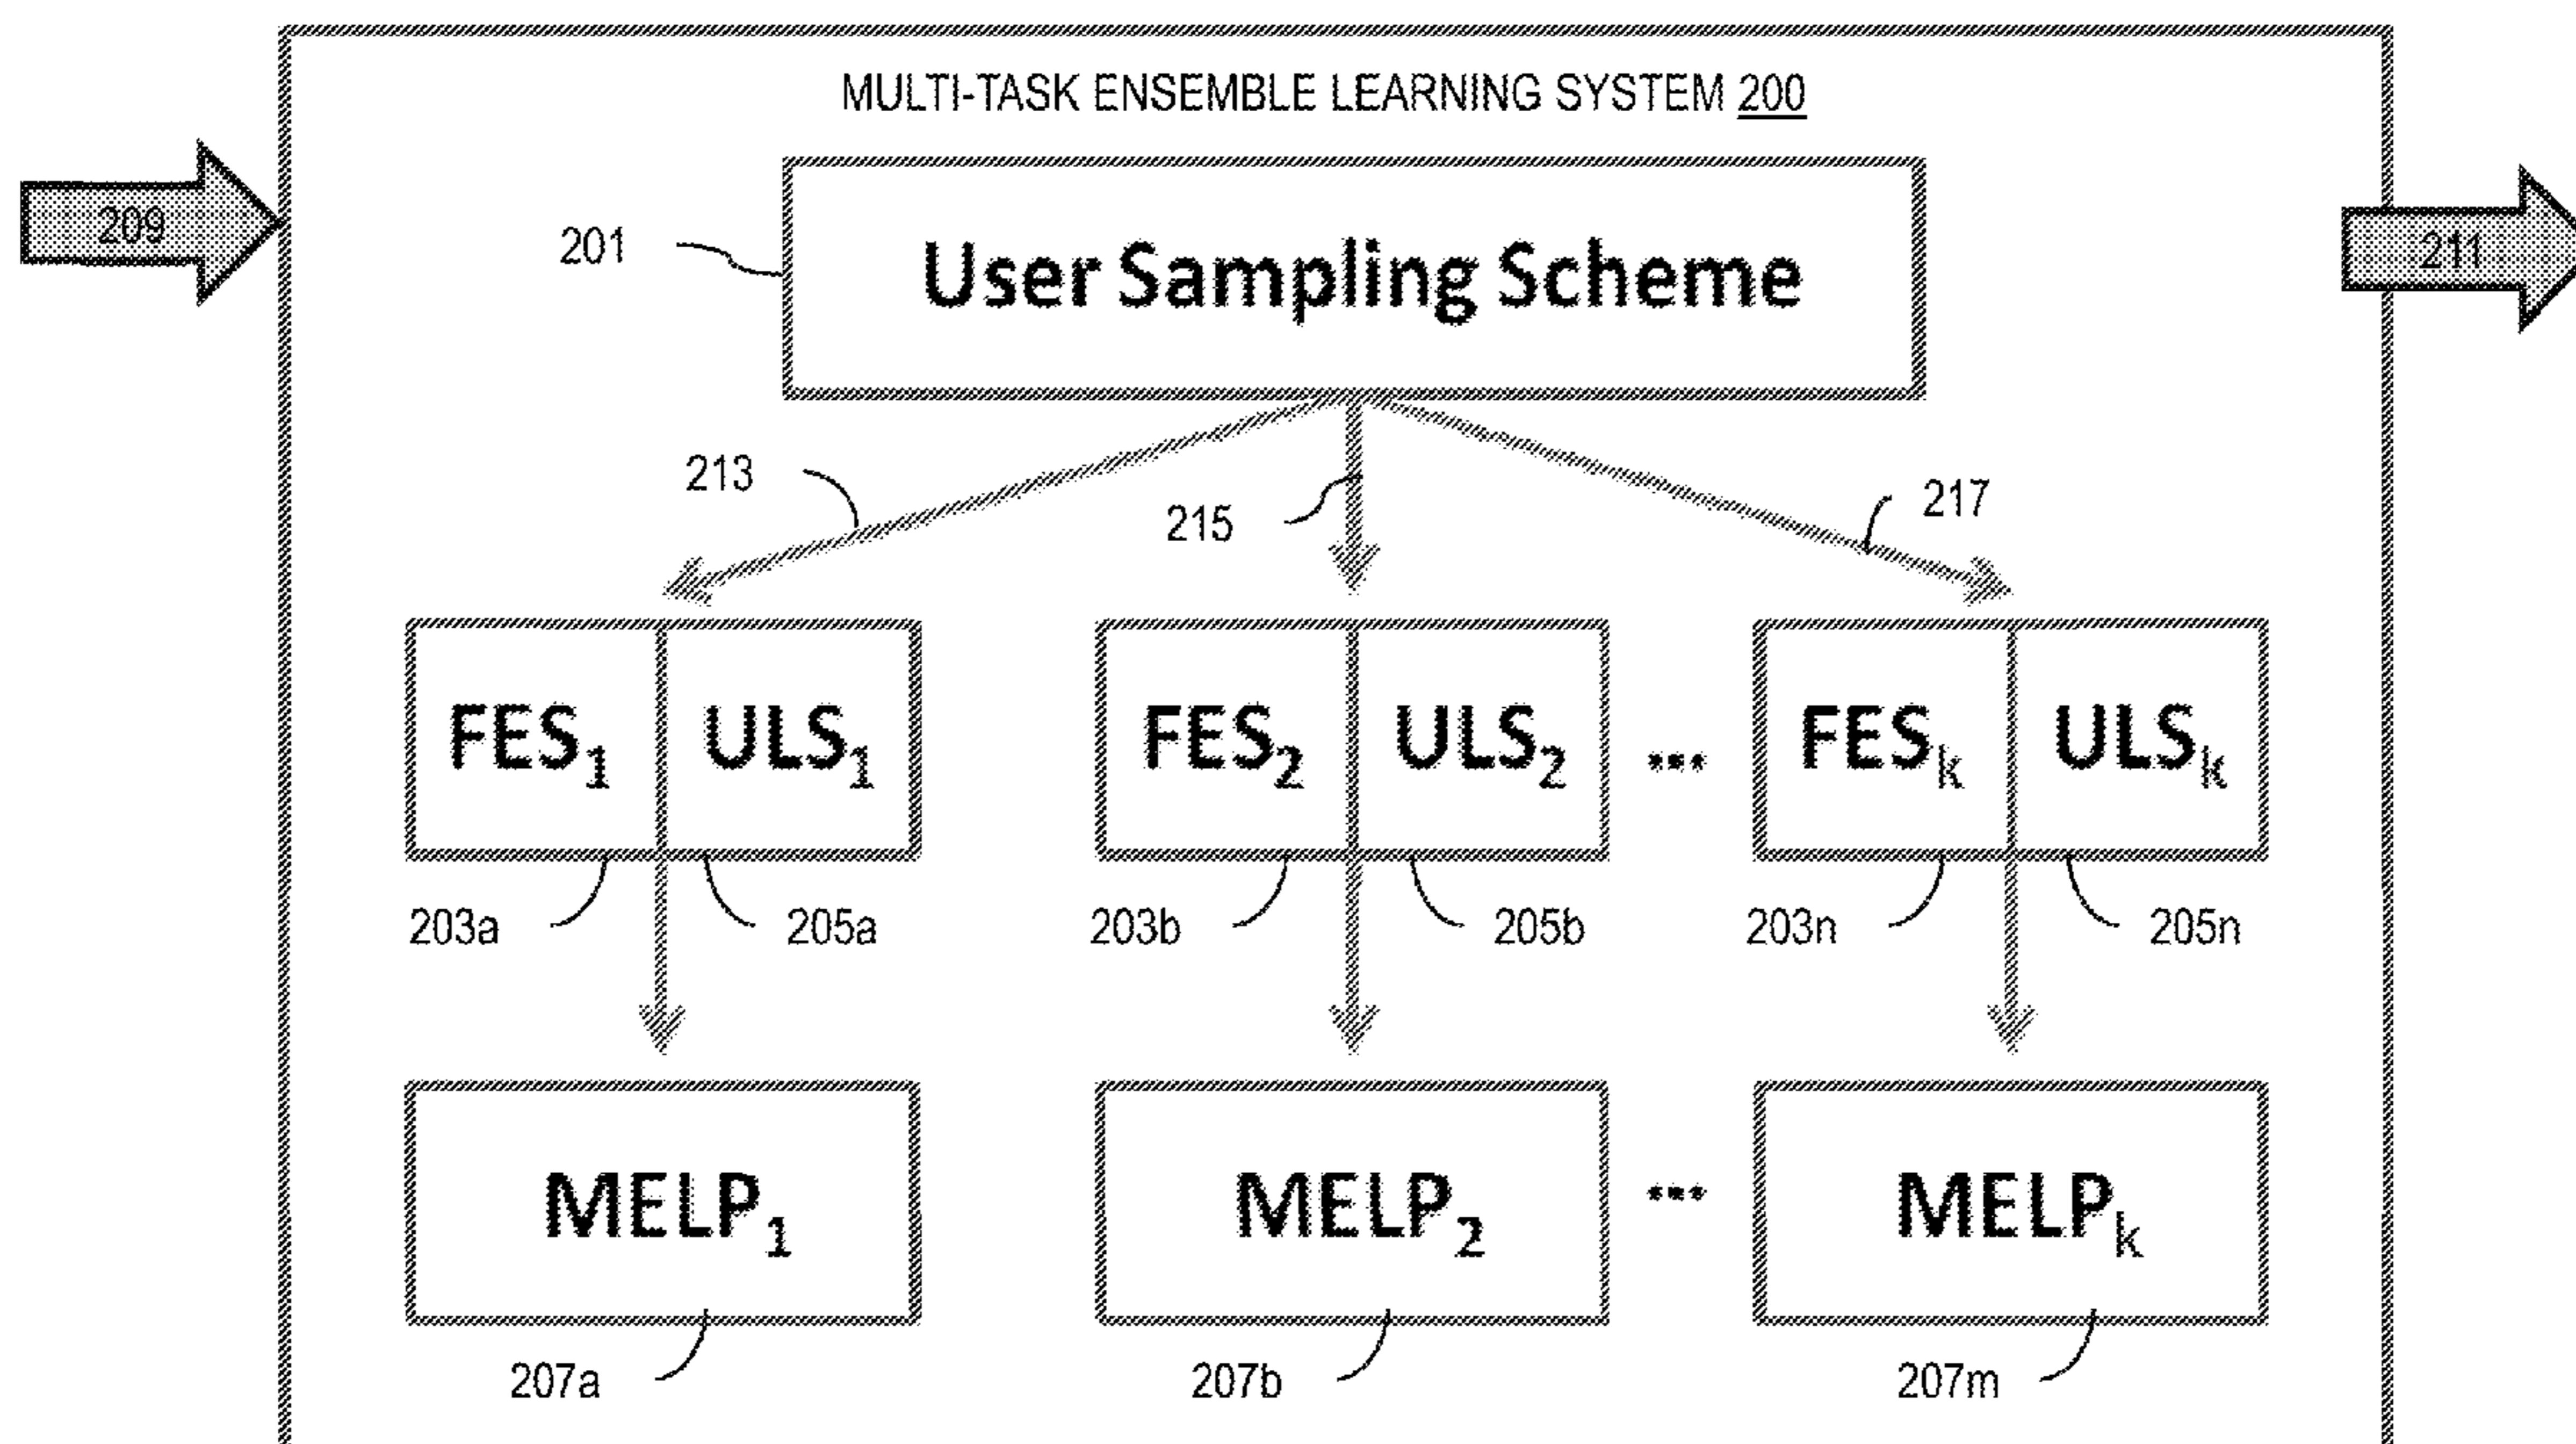 MULTI-TASK ENSEMBLE LEARNING SYSTEM 200
209
201
User Sampling Scheme
211
213
215
217
FES1 ULS1
FES2 ULS2
...
FESk ULSk
203a 205a
203b 205b
203n 205n
MELP1
MELP2
...
MELPk
207a
207b
207m